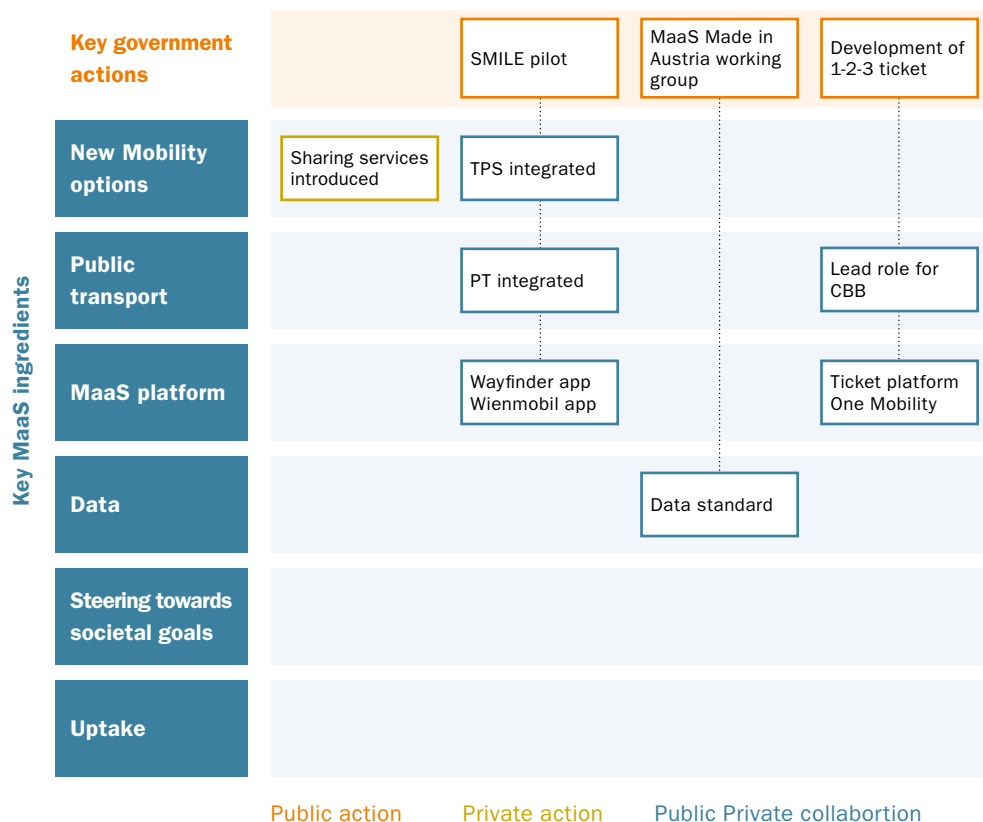 Key government
actions
SMILE pilot
MaaS Made in
Austria working
group
Development of
1-2-3 ticket
Key MaaS ingredients
New Mobility
options
Sharing services
introduced
TPS integrated
Public
transport
PT integrated
Lead role for
CBB
MaaS platform
Wayfinder app
Wienmobil app
Ticket platform
One Mobility
Data
Data standard
Steering towards
societal goals
Uptake
Public action
Private action
Public Private collabortion